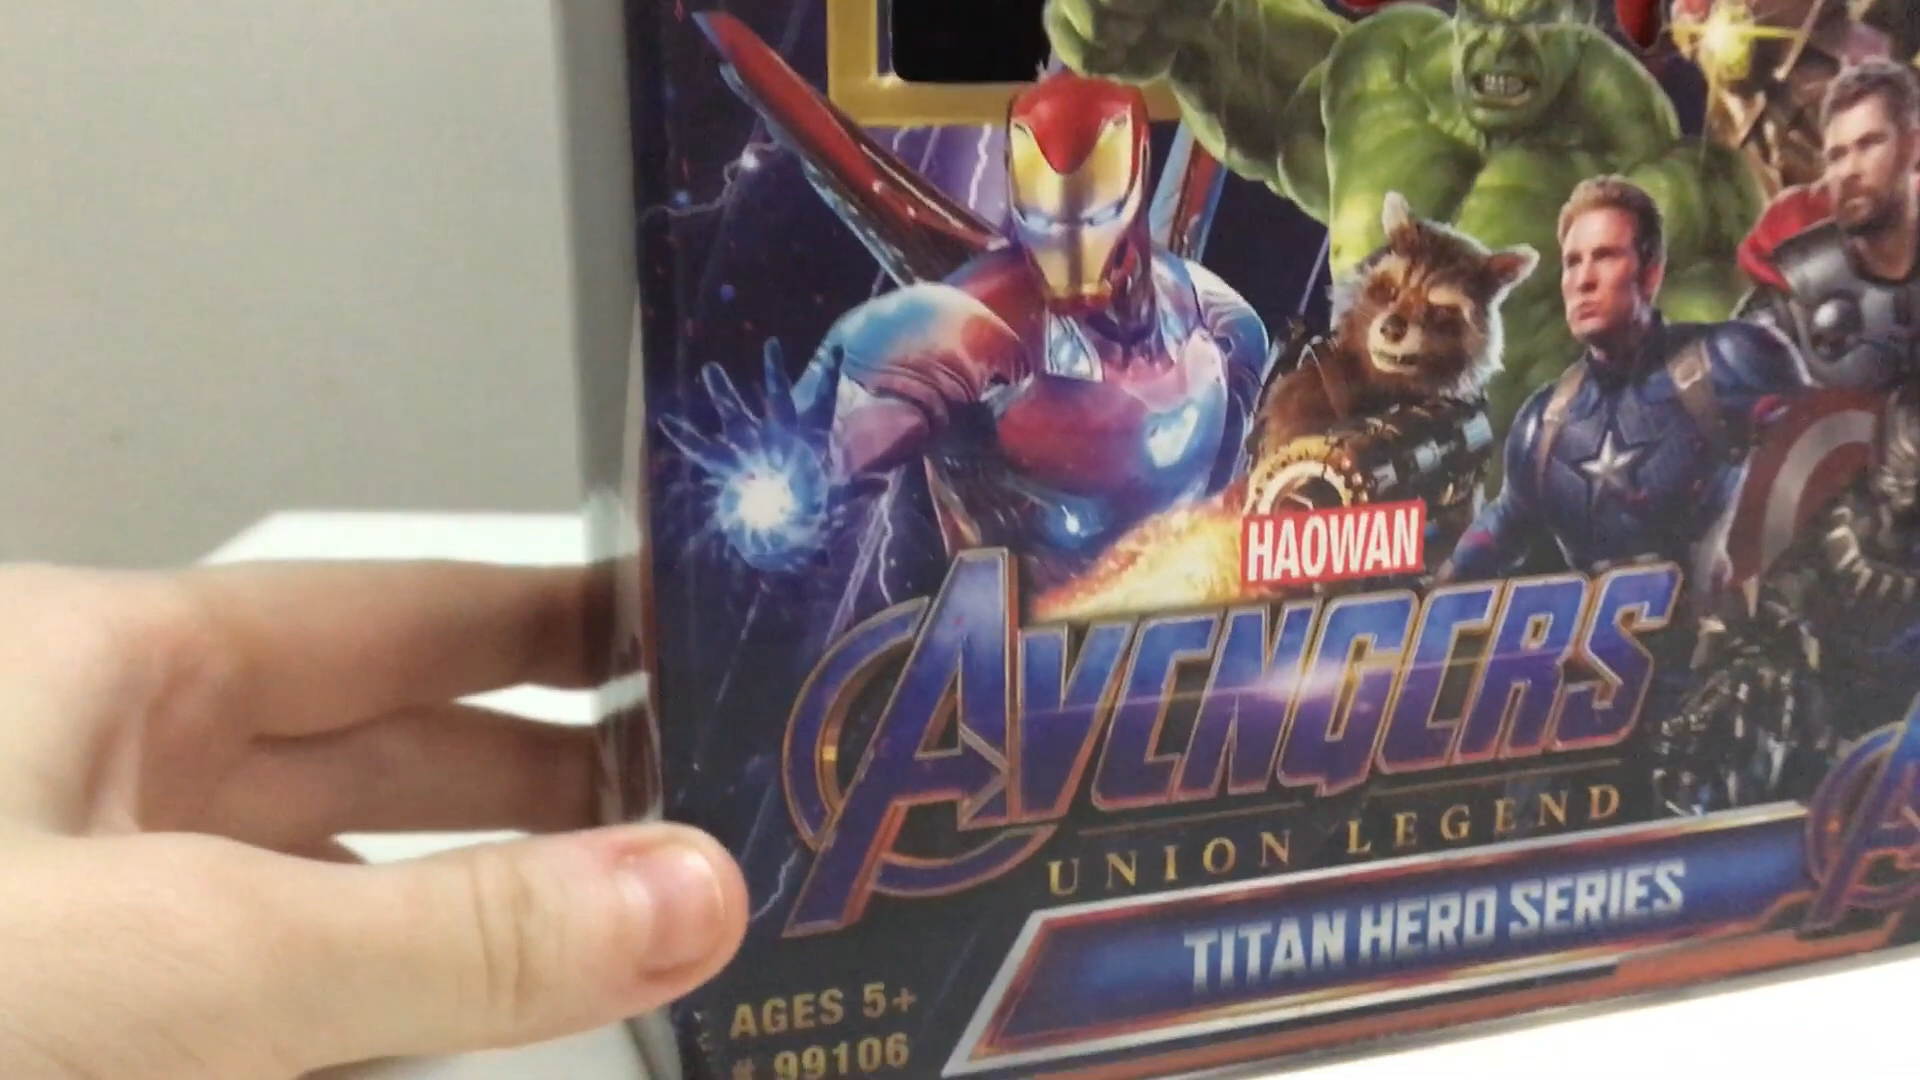 HAOWAN
AVENGERS
UNION LEGEND
TITAN HERO SERIES
AGES 5+
# 99106